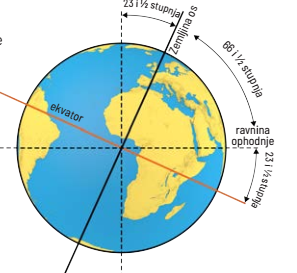 23 i ½ stupnja
Zemljina os
66 i ½ stupnja
e
ekvator
ravnina
ophodnje
23 i ½ stupnja